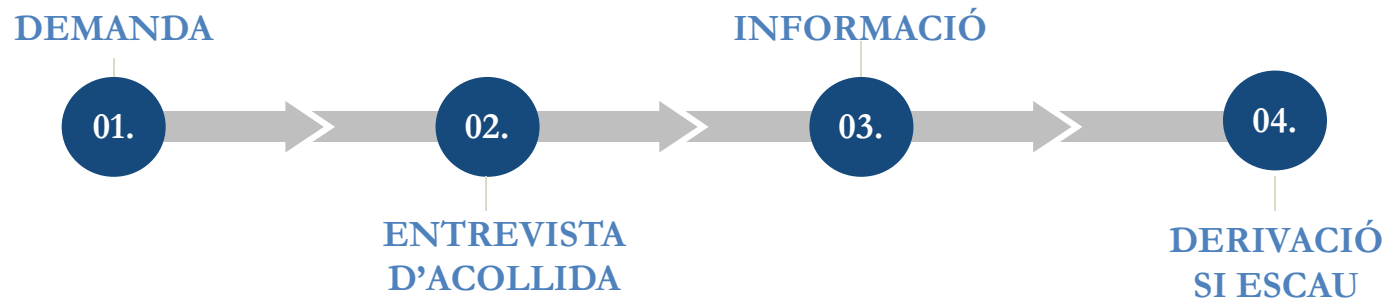 DEMANDA
INFORMACIÓ
01.
02.
03.
04.
ENTREVISTA
D’ACOLLIDA
DERIVACIÓ
SI ESCAU